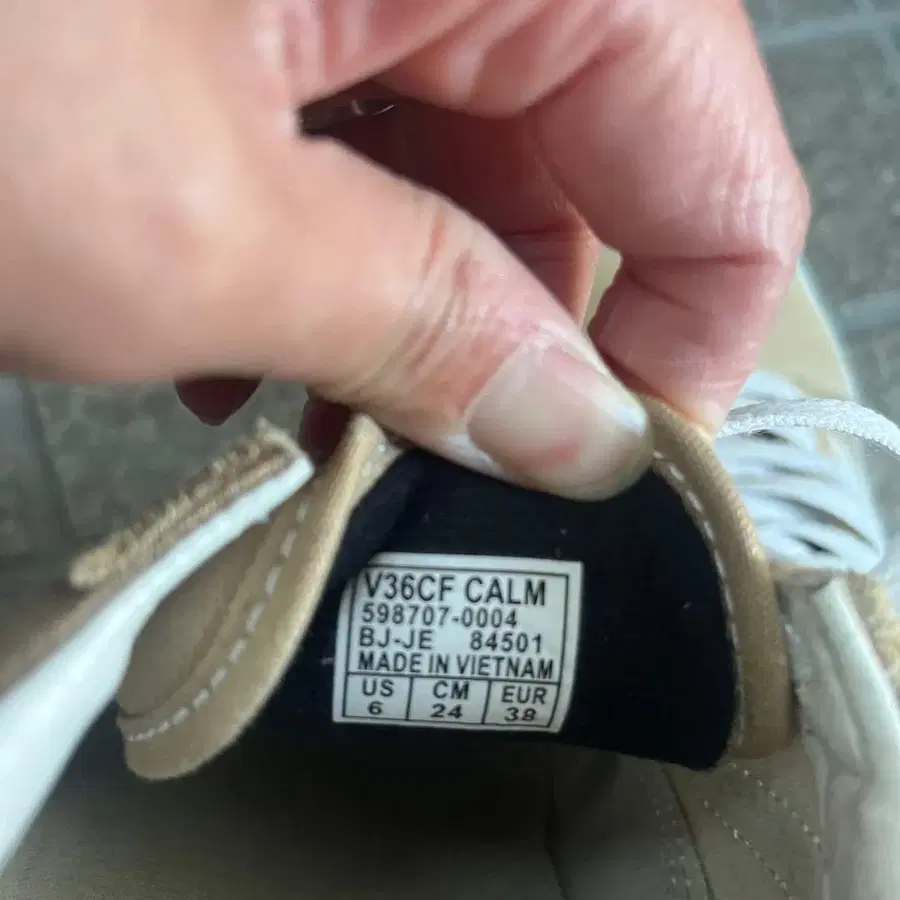 V36CF CALM
598707-0004
BJ-JE 84501
MADE IN VIETNAM
US CM EUR
6 24 38